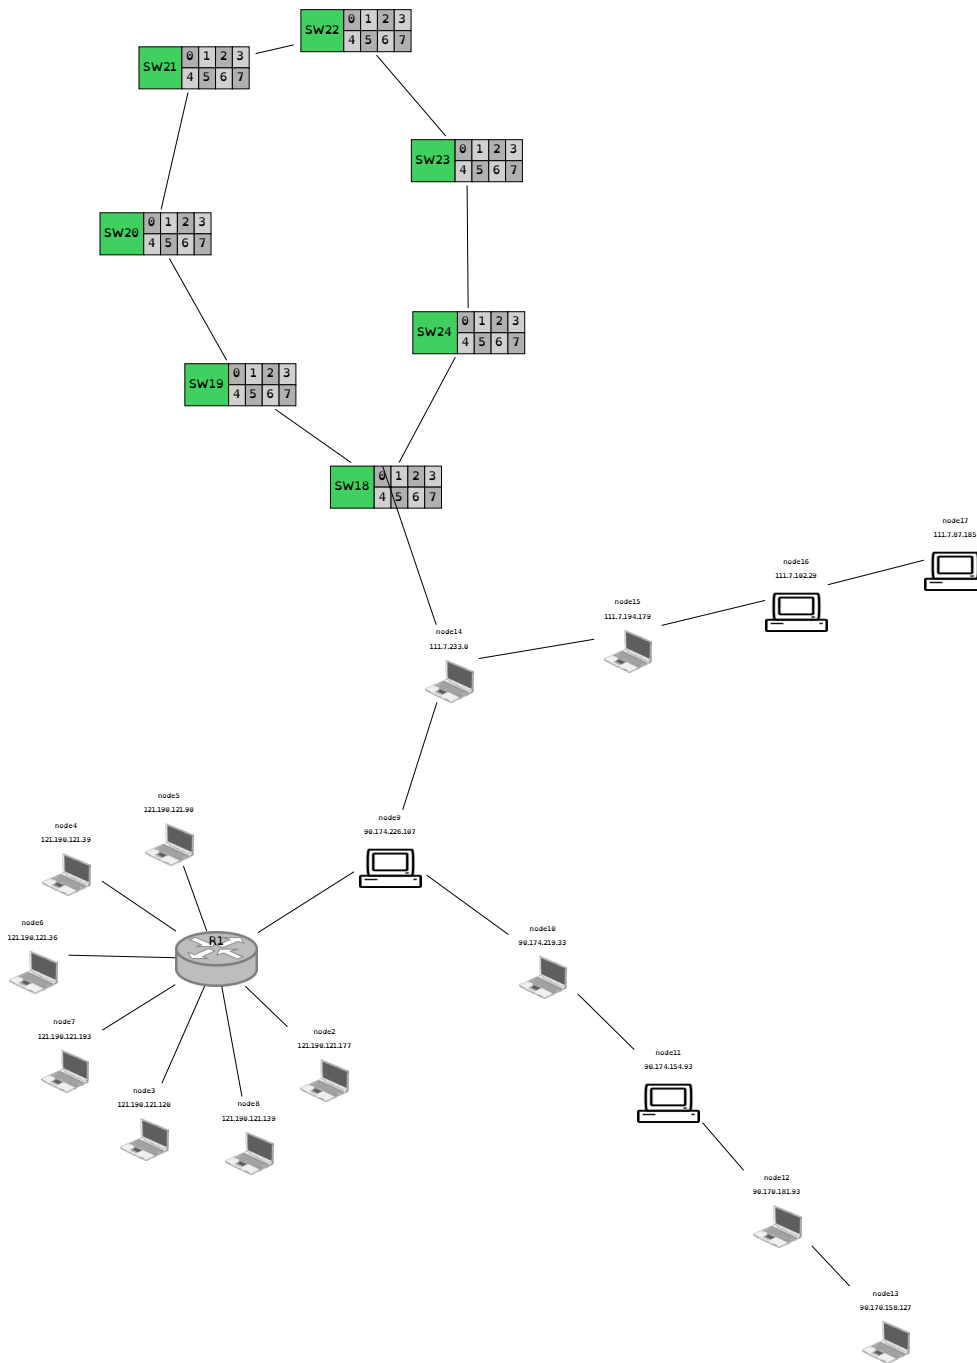 SW22 0 1 2 3
4 5 6 7
SW21 0 1 2 3
4 5 6 7
SW23 0 1 2 3
4 5 6 7
SW20 0 1 2 3
4 5 6 7
SW24 0 1 2 3
4 5 6 7
SW19 0 1 2 3
4 5 6 7
SW18 0 1 2 3
4 5 6 7
node17
111.7.87.185
node16
111.7.102.29
node15
111.7.194.179
node14
111.7.233.0
node5
121.190.121.90
node4
121.190.121.39
node9
90.174.226.107
node6
121.190.121.36
R1
node10
90.174.219.33
node7
121.190.121.193
node2
121.190.121.177
node11
90.174.154.93
node3
121.190.121.120
node8
121.190.121.139
node12
90.170.181.93
node13
90.170.158.127